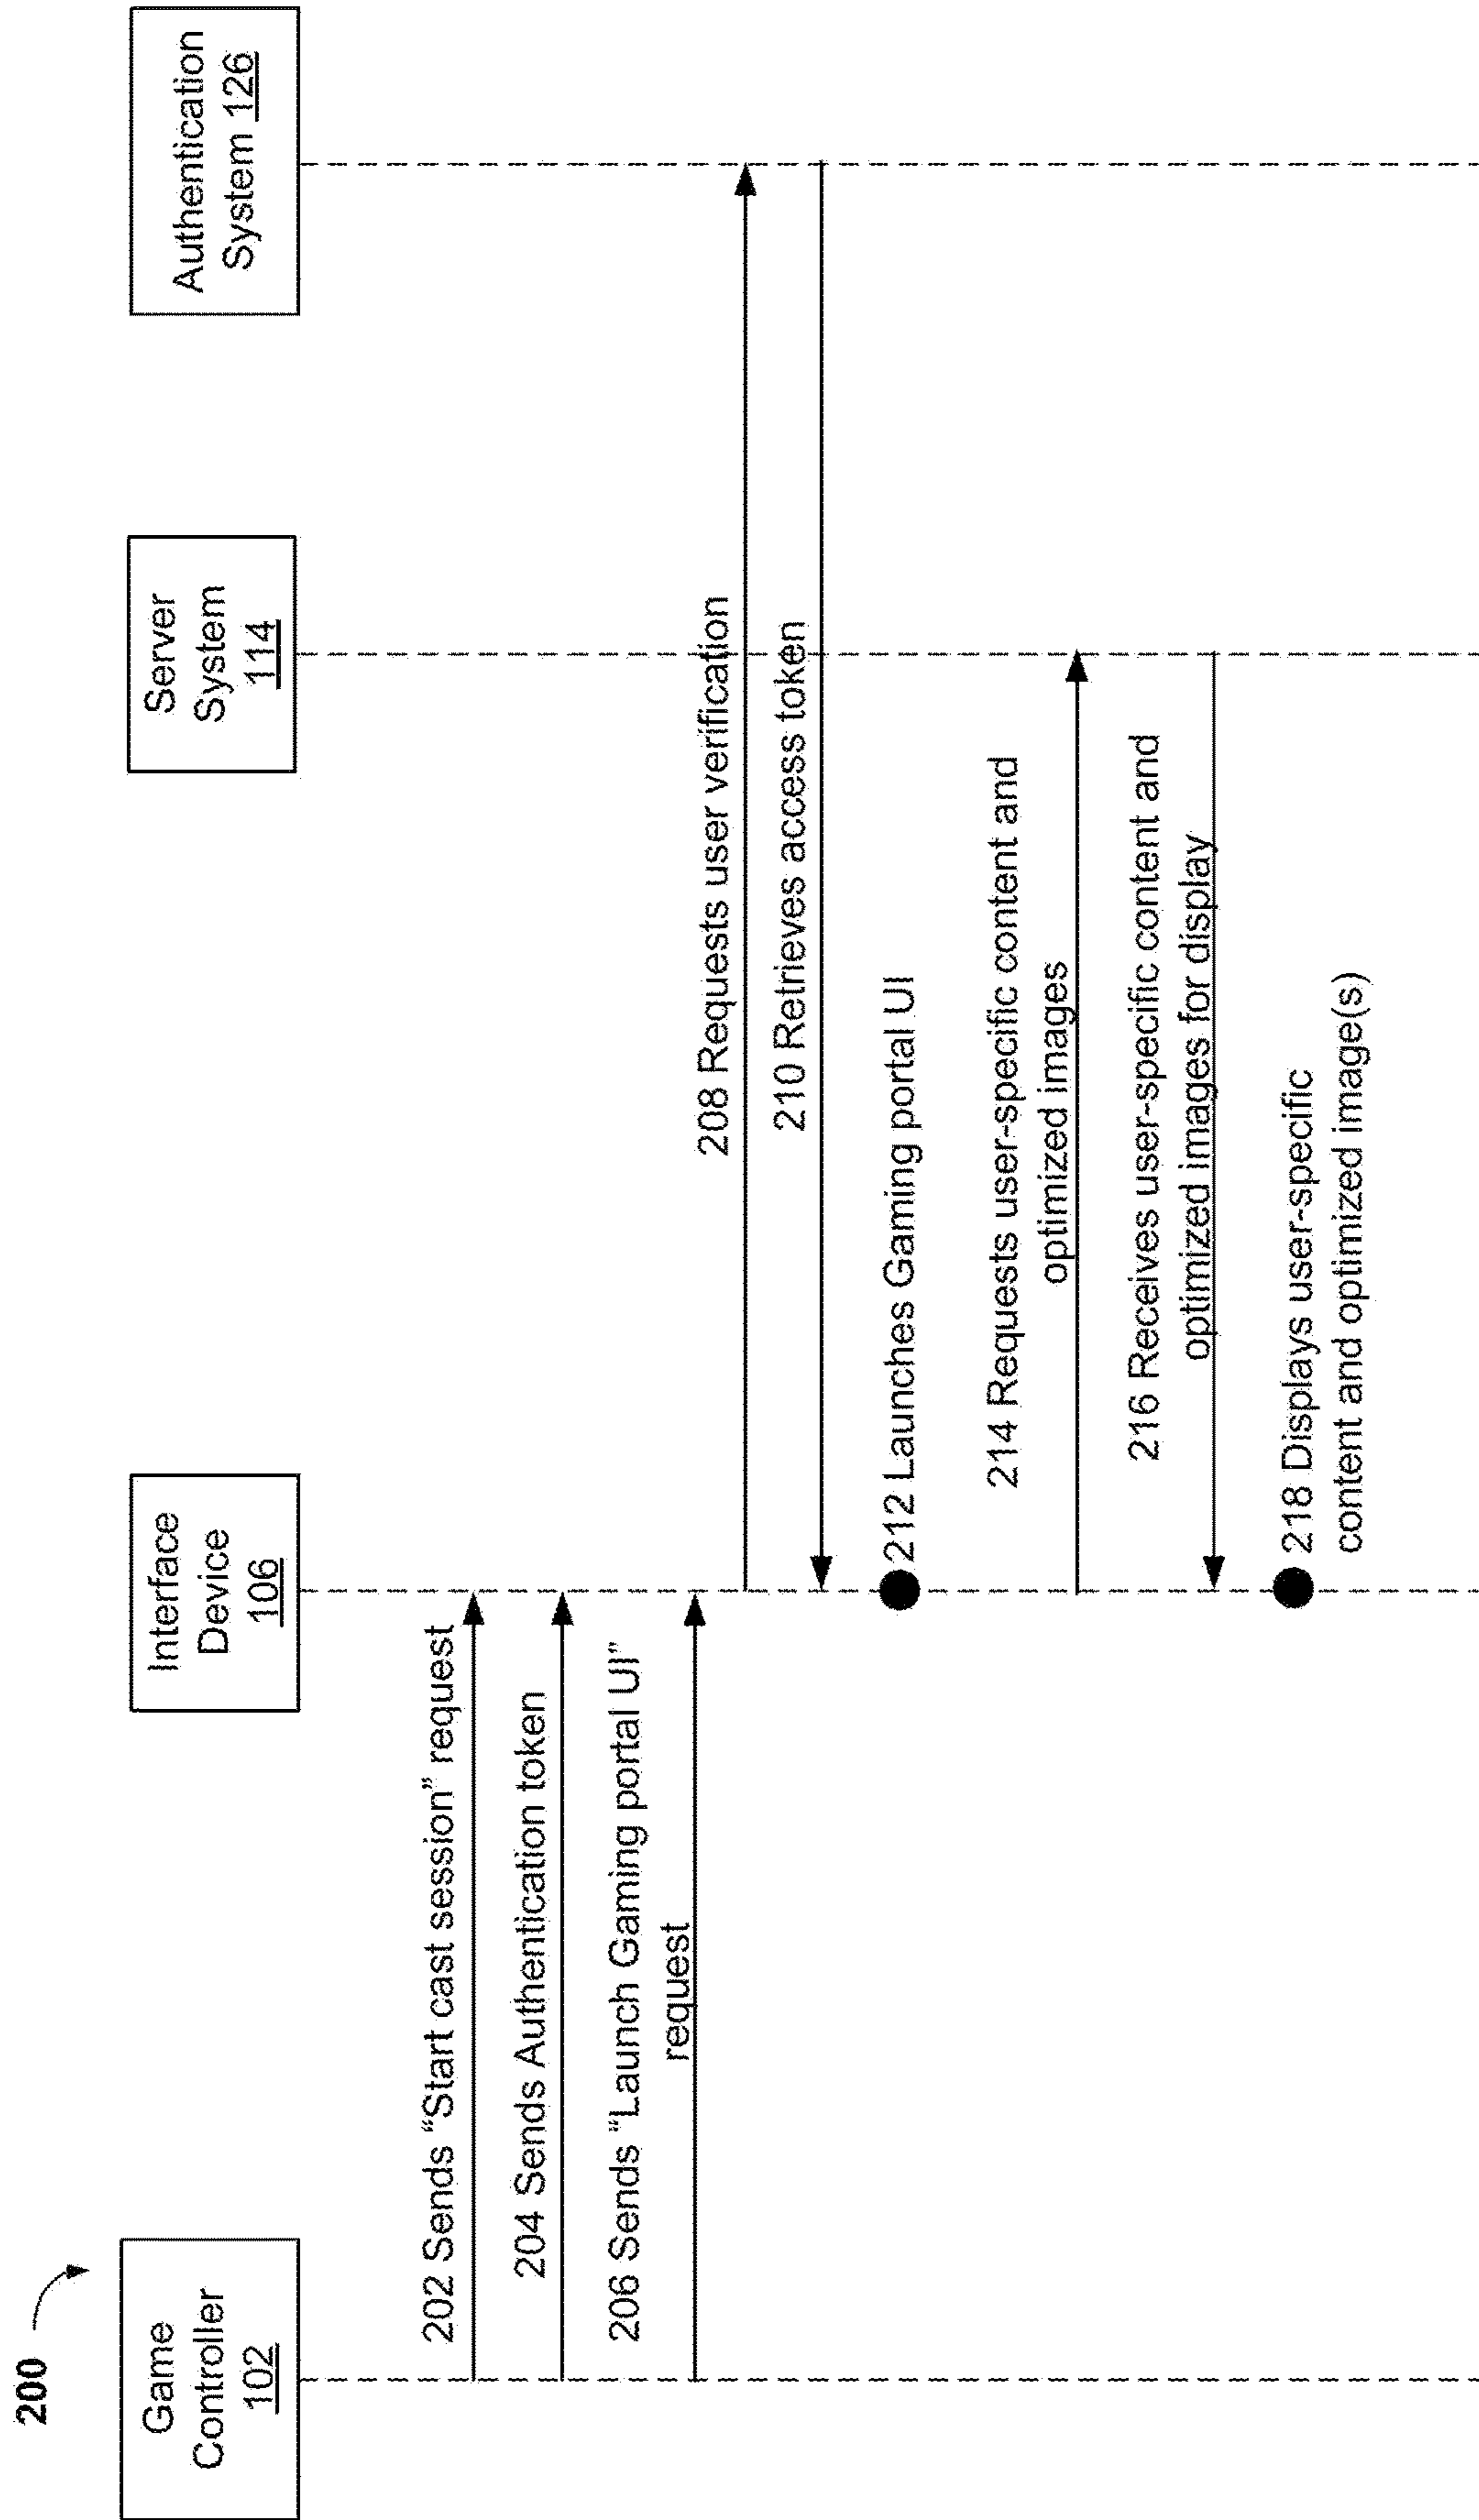 200
Game
Controller
102
Interface
Device
106
Server
System
114
Authentication
System 126
202 Sends “Start cast session” request
204 Sends Authentication token
206 Sends “Launch Gaming portal UI”
request
208 Requests user verification
210 Retrieves access token
212 Launches Gaming portal UI
214 Requests user-specific content and
optimized images
216 Receives user-specific content and
optimized images for display
218 Displays user-specific
content and optimized image(s)